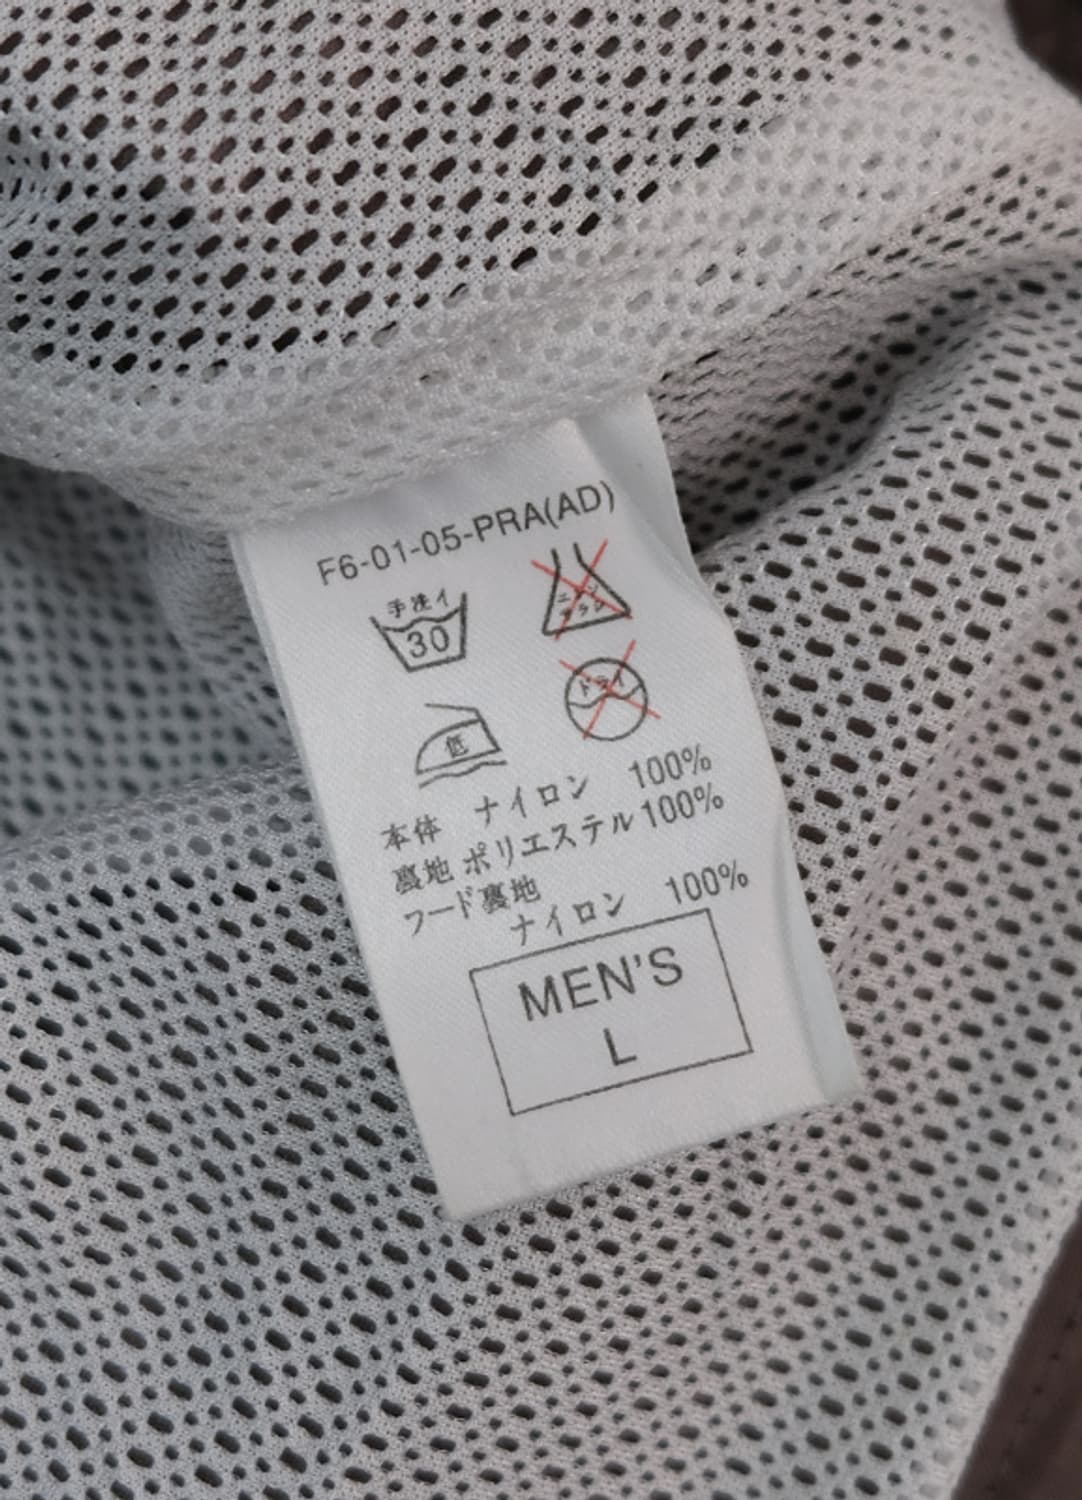 F6-01-05-PRA(AD)
手洗イ
30
エンソ
サラシ
低
ドライ
本体 ナイロン 100%
裏地 ポリエステル 100%
フード裏地
ナイロン 100%
MEN'S
L